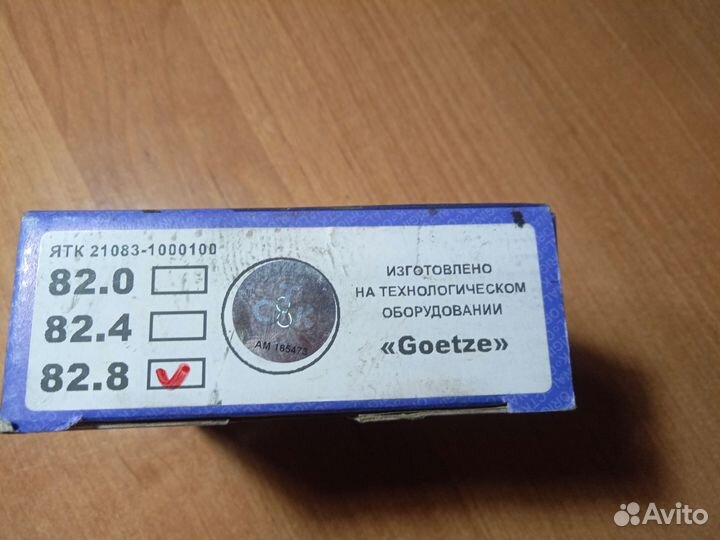 ЯТК 21083-1000100
82.0
82.4
82.8
АМ 185473
ИЗГОТОВЛЕНО
НА ТЕХНОЛОГИЧЕСКОМ
ОБОРУДОВАНИИ
«Goetze»
Avito